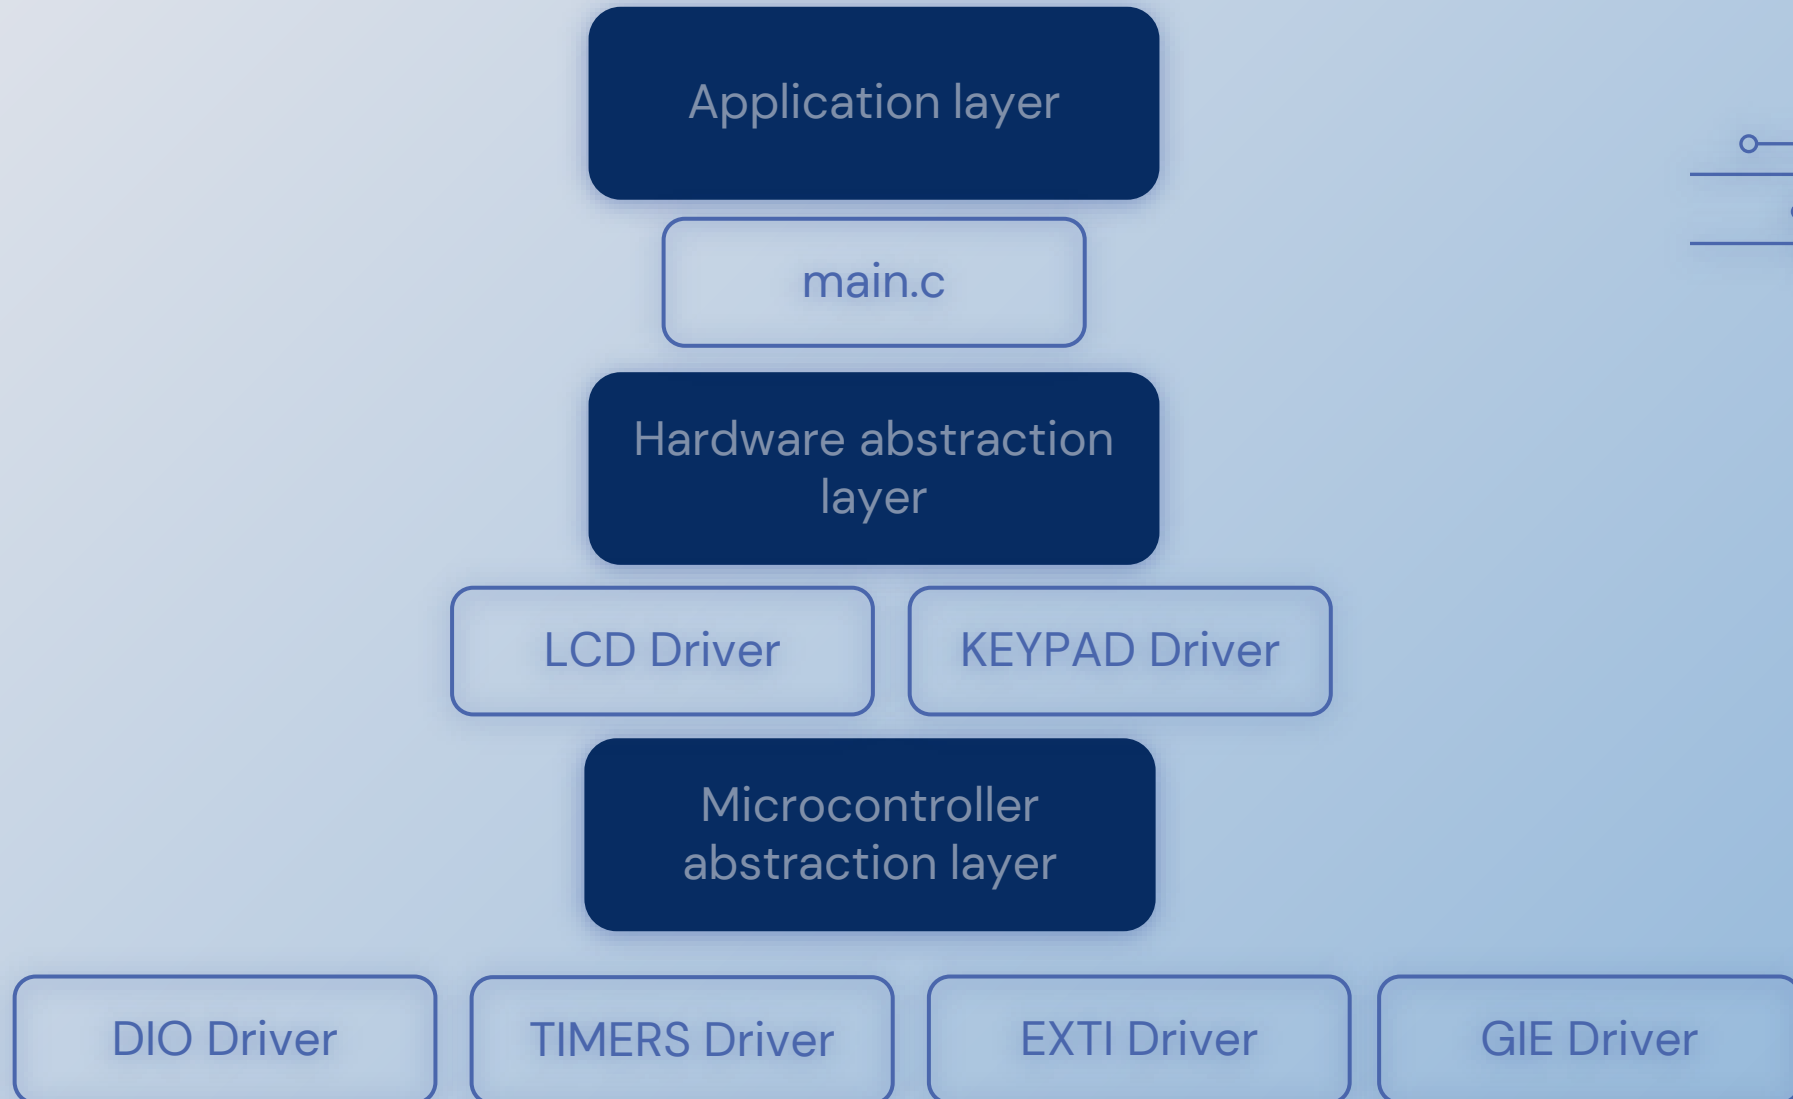 Application layer
main.c
Hardware abstraction
layer
LCD Driver
KEYPAD Driver
Microcontroller
abstraction layer
DIO Driver
TIMERS Driver
EXTI Driver
GIE Driver